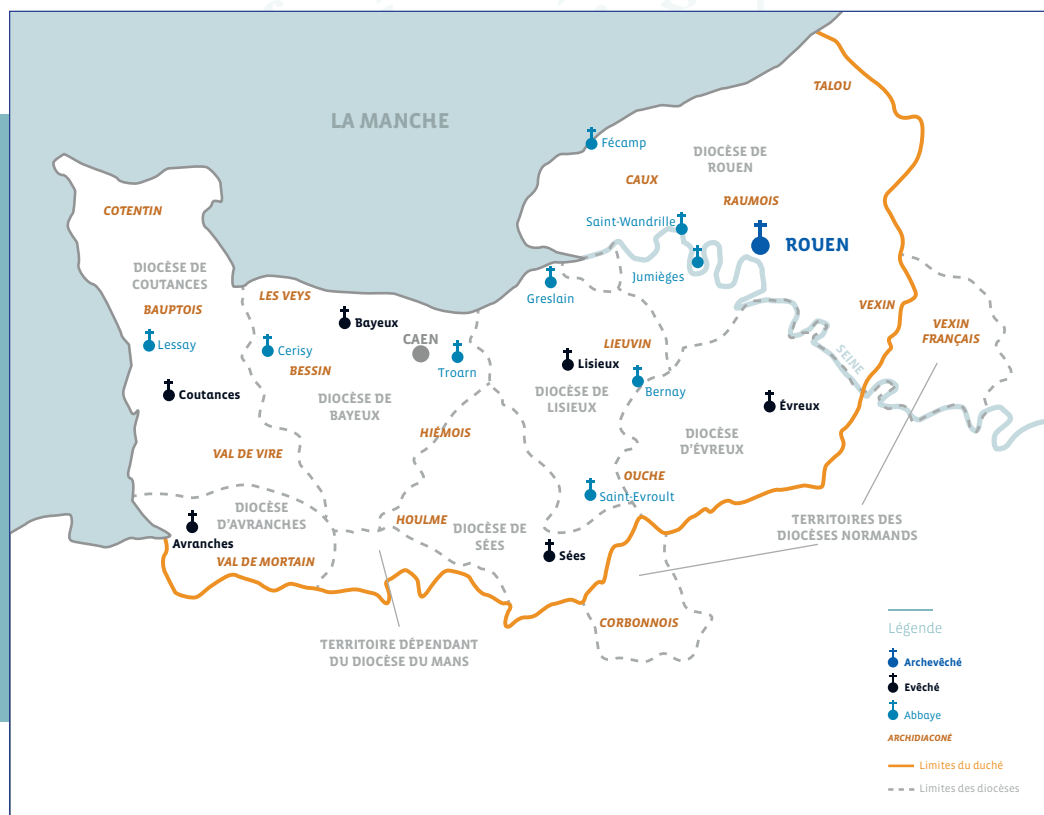 TALOU
LA MANCHE
Fécamp
DIOCÈSE DE
ROUEN
CAUX
RAUMOIS
COTENTIN
Saint-Wandrille
ROUEN
DIOCÈSE DE
COUTANCES
Jumièges
LES VEYS
Greslain
BAUPTOIS
VEXIN
Bayeux
VEXIN
FRANÇAIS
CAEN
LIEUVIN
Lessay
Cerisy
SEINE
BESSIN
Troarn
Lisieux
Coutances
DIOCÈSE DE
BAYEUX
DIOCÈSE DE
LISIEUX
Bernay
Évreux
HIÉMOIS
DIOCÈSE
D'ÉVREUX
VAL DE VIRE
OUCHE
Saint-Evroult
DIOCÈSE
D'AVRANCHES
HOULME
DIOCÈSE DE
SÉES
TERRITOIRES DES
DIOCÈSES NORMANDS
Avranches
Sées
VAL DE MORTAIN
CORBONNOIS
TERRITOIRE DÉPENDANT
DU DIOCÈSE DU MANS
Légende
Archevêché
Evêché
Abbaye
ARCHIDIACONÉ
Limites du duché
Limites des diocèses